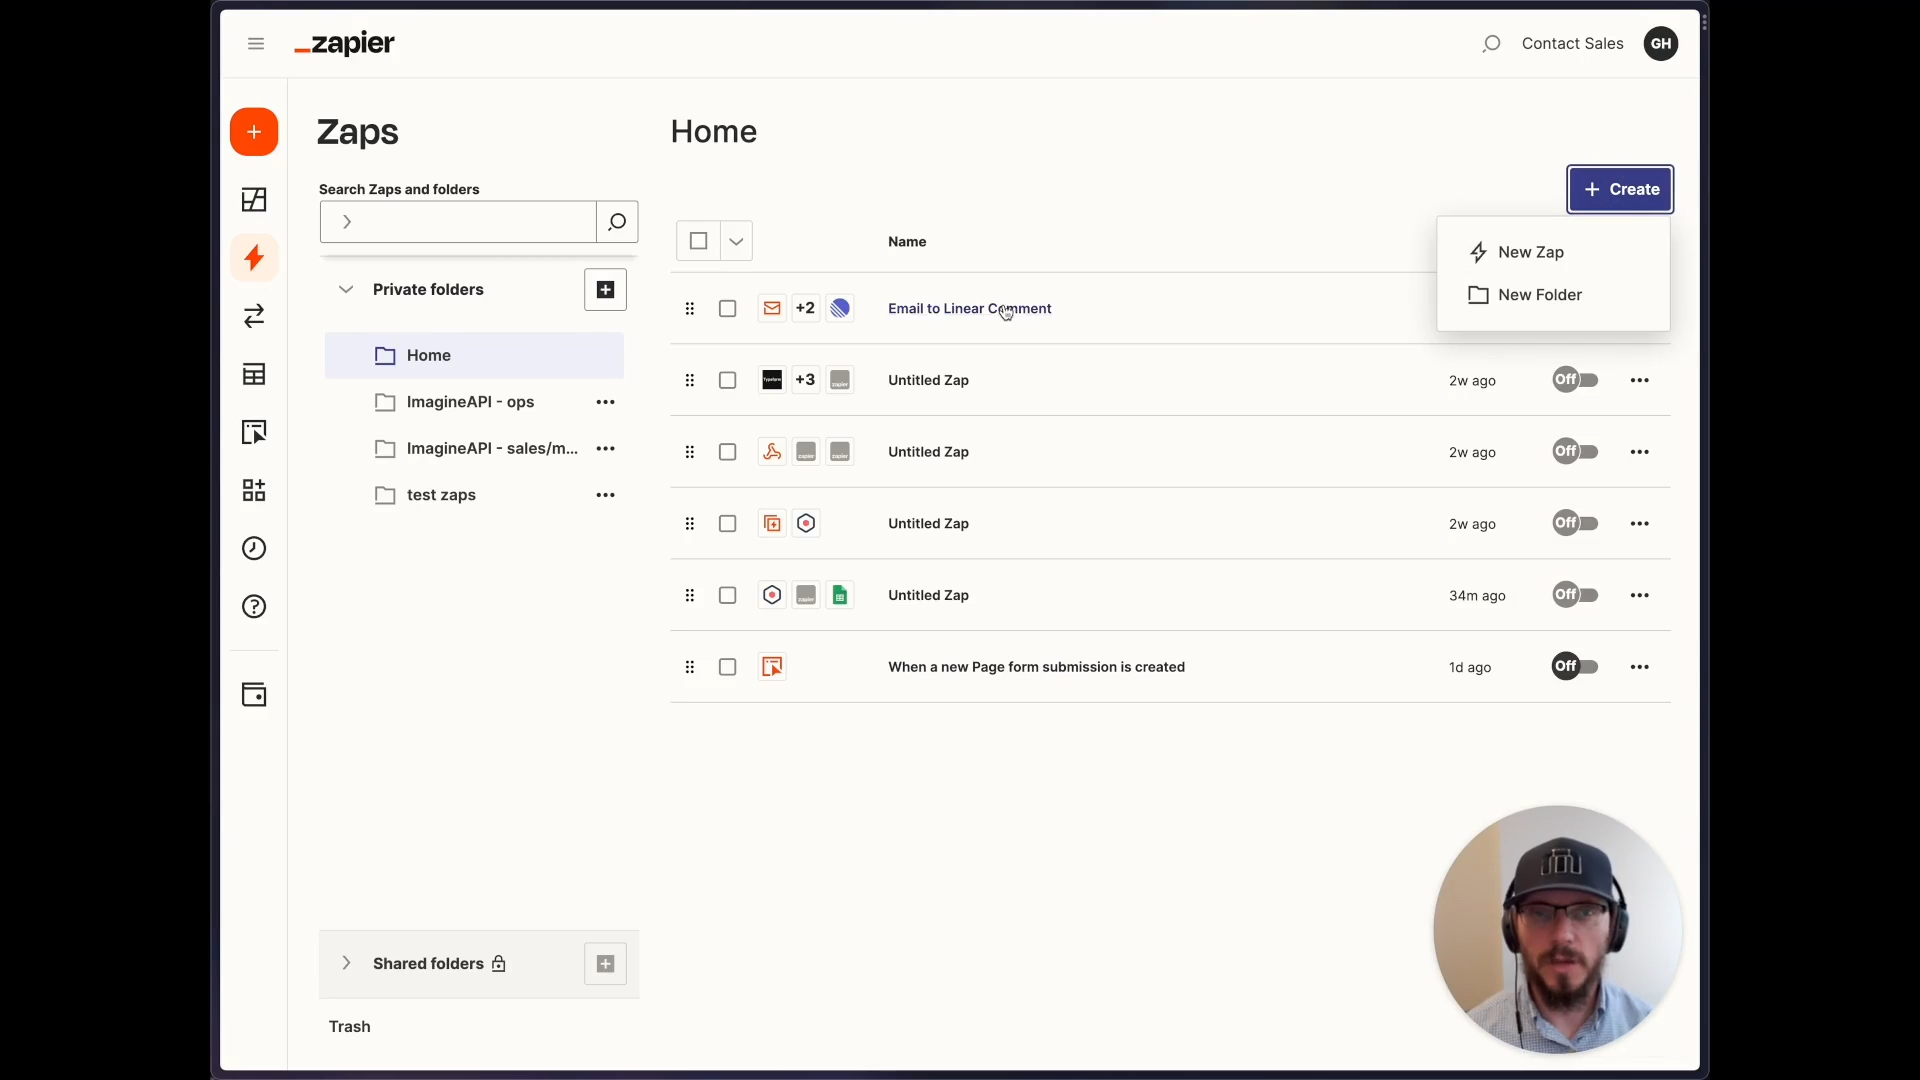 zapier
Contact Sales
GH
Zaps
Home
Search Zaps and folders
Create
New Zap
New Folder
Name
Private folders
Home
ImagineAPI - ops
ImagineAPI - sales/m...
test zaps
+2
Email to Linear Comment
+3
Untitled Zap
2w ago
Off
zapier
zapier
Untitled Zap
2w ago
Off
Untitled Zap
2w ago
Off
zapier
Untitled Zap
34m ago
Off
When a new Page form submission is created
1d ago
Off
Shared folders
Trash